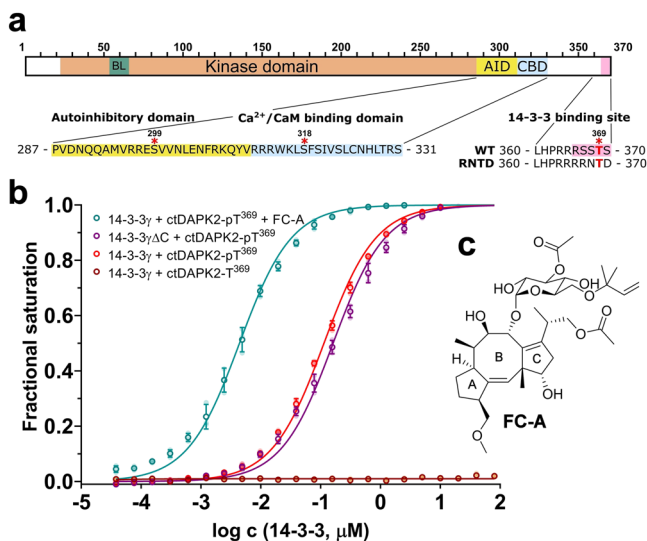 a
1 50 100 150 200 250 300 350 370
BL Kinase domain AID CBD
Autoinhibitory domain Ca²⁺/CaM binding domain 14-3-3 binding site
299 318 369
* * *
287 - PVDNQQAMVRRESVVNLENFRKQYVRRRWKLSFSIVSLCNHLTRS - 331
WT 360 - LHPRRRSSTS - 370
RNTD 360 - LHPRRRRNTD - 370
b
1.0
0.8
0.6
0.4
0.2
0.0
Fractional saturation
14-3-3γ + ctDAPK2-pT³⁶⁹ + FC-A
14-3-3γΔC + ctDAPK2-pT³⁶⁹
14-3-3γ + ctDAPK2-pT³⁶⁹
14-3-3γ + ctDAPK2-T³⁶⁹
-5 -4 -3 -2 -1 0 1 2
log c (14-3-3, μM)
c
O
O
O
HO OH
HO O O
O
HO
HO O
O
O
B
H
C
A
OH
O
FC-A